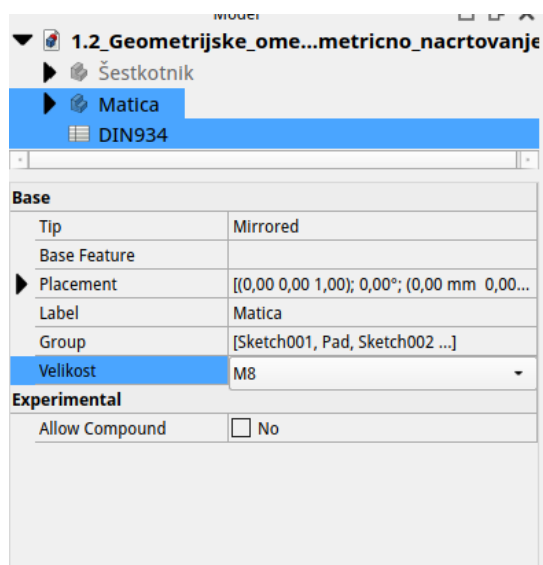 Model
1.2_Geometrijske_ome...metricno_nacrtovanje
Šestkotnik
Matica
DIN934
Base
Tip Mirrored
Base Feature
Placement [(0,00 0,00 1,00); 0,00°; (0,00 mm 0,00...
Label Matica
Group [Sketch001, Pad, Sketch002 ...]
Velikost M8
Experimental
Allow Compound No